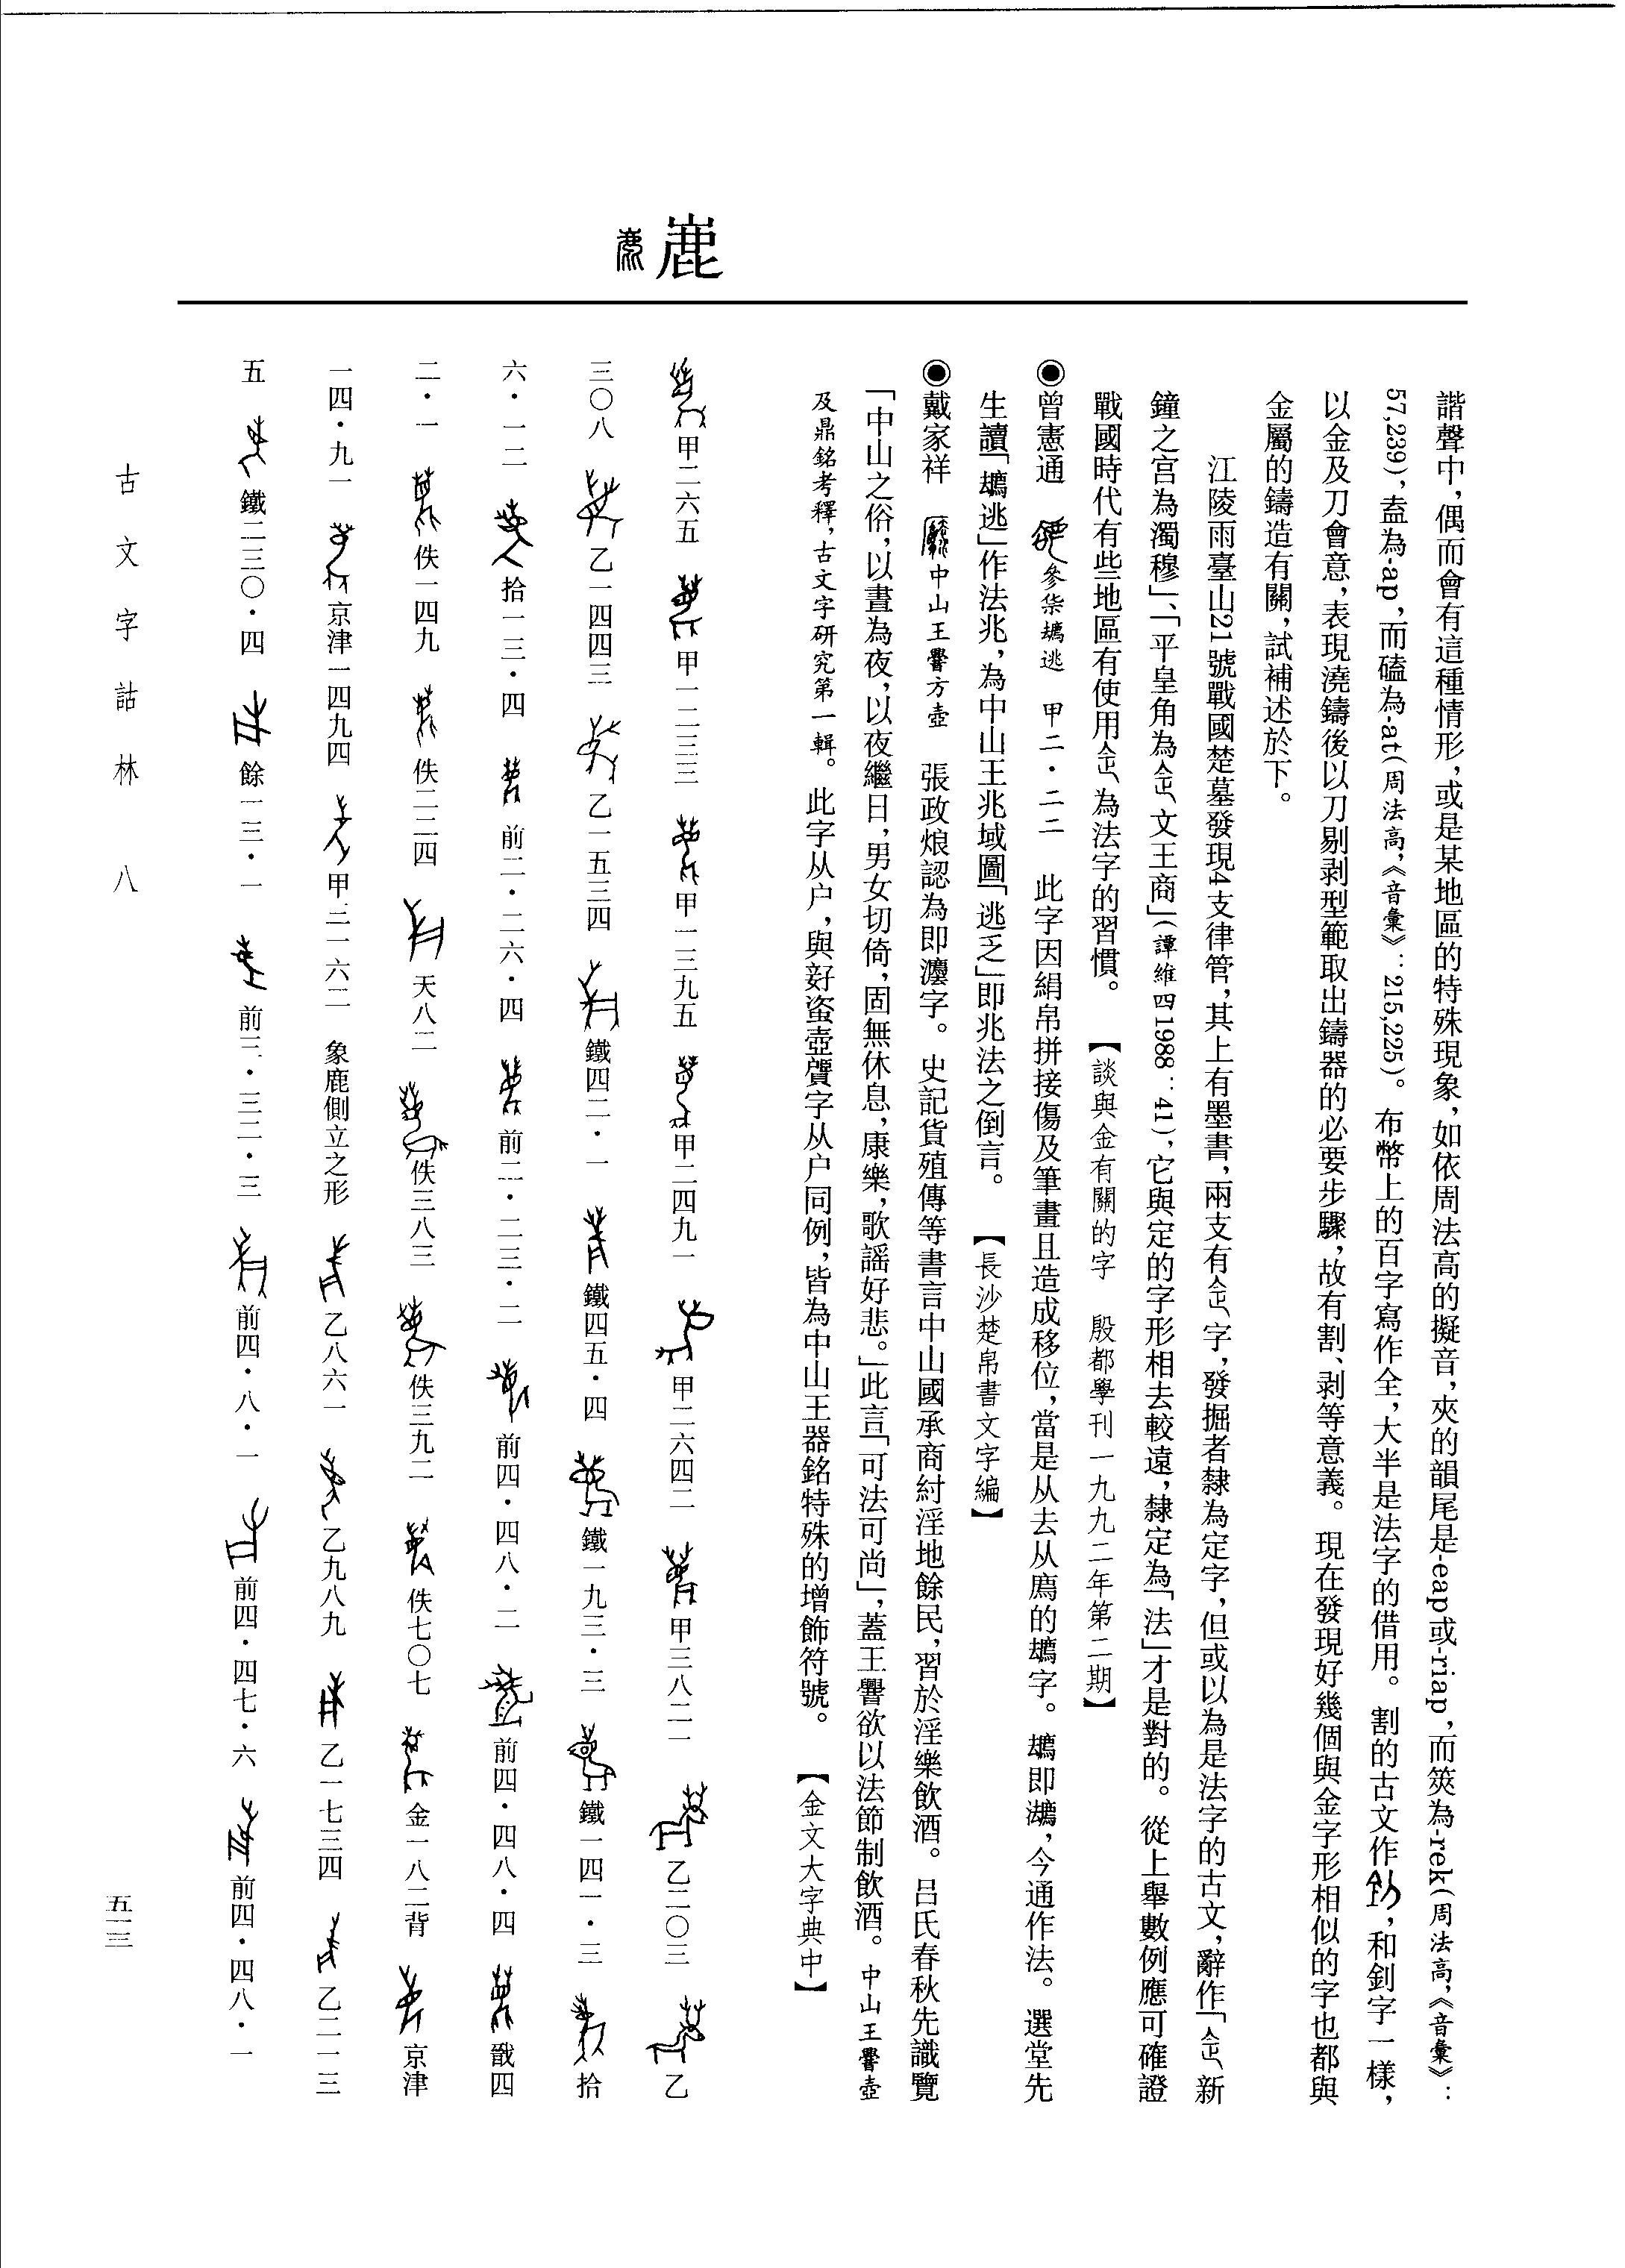 鹿
諧聲中，偶而會有這種情形，或是某地區的特殊現象，如依周法高的擬音，夾的韻尾是-eap或-riap，而筴為-rek（周法高，《音彙》：
57,239），盍為-ap，而磕為-at（周法高，《音彙》：215,225）。布幣上的百字寫作全，大半是法字的借用。割的古文作，和釗字一樣，
以金及刀會意，表現澆鑄後以刀剔剥型範取出鑄器的必要步驟，故有割、剥等意義。現在發現好幾個與金字形相似的字也都與
金屬的鑄造有關，試補述於下。
江陵雨臺山21號戰國楚墓發現4支律管，其上有墨書，兩支有字，發掘者隸為定字，但或以為是法字的古文，辭作「新
鐘之宫為濁穆」、「平皇角為文王商」（譚維四1988：41），它與定的字形相去較遠，隸定為「法」才是對的。從上舉數例應可確證
戰國時代有些地區有使用為法字的習慣。【談與金有關的字　殷都學刊一九九二年第二期】
◉曾憲通　參祡逃　甲二・二二　此字因絹帛拼接傷及筆畫且造成移位，當是从去从廌的字。即灋，今通作法。選堂先
生讀「逃」作法兆，為中山王兆域圖「逃乏」即兆法之倒言。【長沙楚帛書文字編】
◉戴家祥　中山王譽方壺　張政烺認為即灋字。史記貨殖傳等書言中山國承商紂淫地餘民，習於淫樂飲酒。吕氏春秋先識覽
「中山之俗，以晝為夜，以夜繼日，男女切倚，固無休息，康樂，歌謡好悲。」此言「可法可尚」，蓋王譽欲以法節制飲酒。中山王譽壺
及鼎銘考釋，古文字研究第一輯。此字从户，與𡚱盗壺字从户同例，皆為中山王器銘特殊的增飾符號。【金文大字典中】
甲二六五　甲一二三三　甲一三九五　甲二四九一　甲二六四二　甲三八二一　乙二〇三　乙
三〇八　乙一四四三　乙一五三四　鐵四二・一　鐵四五・四　鐵一九三・三　鐵一四一・三　拾
六・一二　拾一三・四　前二・二六・四　前二・二三・二　前四・四八・二　前四・四八・四　戩四
二・一　佚一四九　佚二二四　天八二　佚三八三　佚三九二　佚七〇七　金一八二背　京津
一四・九一　京津一四九四　甲三一六二　象鹿側立之形　乙八六一　乙九八九　乙一七三四　乙二一三
五　鐵二三〇・四　餘一三・一　前三・三二・三　前四・八・一　前四・四七・六　前四・四八・一
古文字詁林　八
五一三